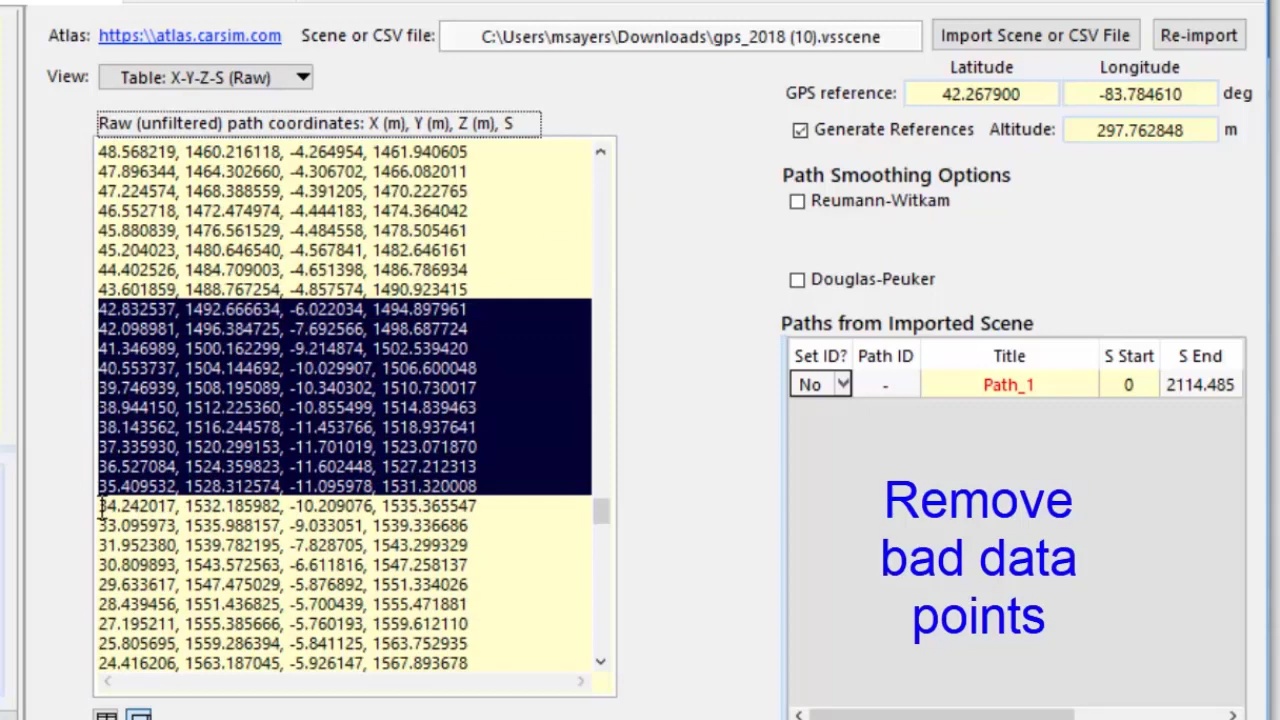 Atlas: https:\\atlas.carsim.com Scene or CSV file: C:\Users\msayers\Downloads\gps_2018 (10).vsscene Import Scene or CSV File Re-import
View: Table: X-Y-Z-S (Raw)
Latitude Longitude
GPS reference: 42.267900 -83.784610 deg
Generate References Altitude: 297.762848 m
Raw (unfiltered) path coordinates: X (m), Y (m), Z (m), S
48.568219, 1460.216118, -4.264954, 1461.940605
47.896344, 1464.302660, -4.306702, 1466.082011
47.224574, 1468.388559, -4.391205, 1470.222765
46.552718, 1472.474974, -4.444183, 1474.364042
45.880839, 1476.561529, -4.484558, 1478.505461
45.204023, 1480.646540, -4.567841, 1482.646161
44.402526, 1484.709003, -4.651398, 1486.786934
43.601859, 1488.767254, -4.857574, 1490.923415
42.832537, 1492.666634, -6.022034, 1494.897961
42.098981, 1496.384725, -7.692566, 1498.687724
41.346989, 1500.162299, -9.214874, 1502.539420
40.553737, 1504.144692, -10.029907, 1506.600048
39.746939, 1508.195089, -10.340302, 1510.730017
38.944150, 1512.225360, -10.855499, 1514.839463
38.143562, 1516.244578, -11.453766, 1518.937641
37.335930, 1520.299153, -11.701019, 1523.071870
36.527084, 1524.359823, -11.602448, 1527.212313
35.409532, 1528.312574, -11.095978, 1531.320008
34.242017, 1532.185982, -10.209076, 1535.365547
33.095973, 1535.988157, -9.033051, 1539.336686
31.952380, 1539.782195, -7.828705, 1543.299329
30.809893, 1543.572563, -6.611816, 1547.258137
29.633617, 1547.475029, -5.876892, 1551.334026
28.439456, 1551.436825, -5.700439, 1555.471881
27.195211, 1555.385666, -5.760193, 1559.612110
25.805695, 1559.286394, -5.841125, 1563.752935
24.416206, 1563.187045, -5.926147, 1567.893678
Path Smoothing Options
Reumann-Witkam
Douglas-Peuker
Paths from Imported Scene
Set ID? Path ID Title S Start S End
No - Path_1 0 2114.485
Remove
bad data
points